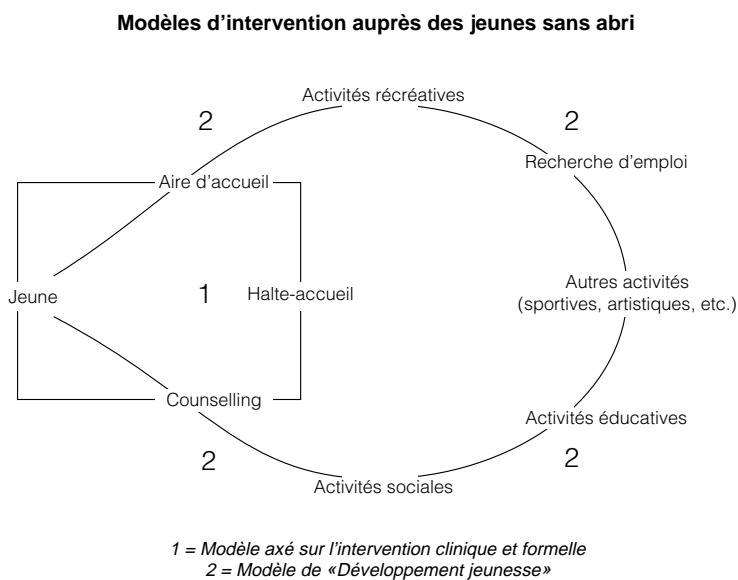 Modèles d'intervention auprès des jeunes sans abri
Activités récréatives
2
2
Recherche d'emploi
Aire d'accueil
Jeune
1
Halte-accueil
Autres activités
(sportives, artistiques, etc.)
Counselling
Activités éducatives
2
2
Activités sociales
1 = Modèle axé sur l'intervention clinique et formelle
2 = Modèle de «Développement jeunesse»